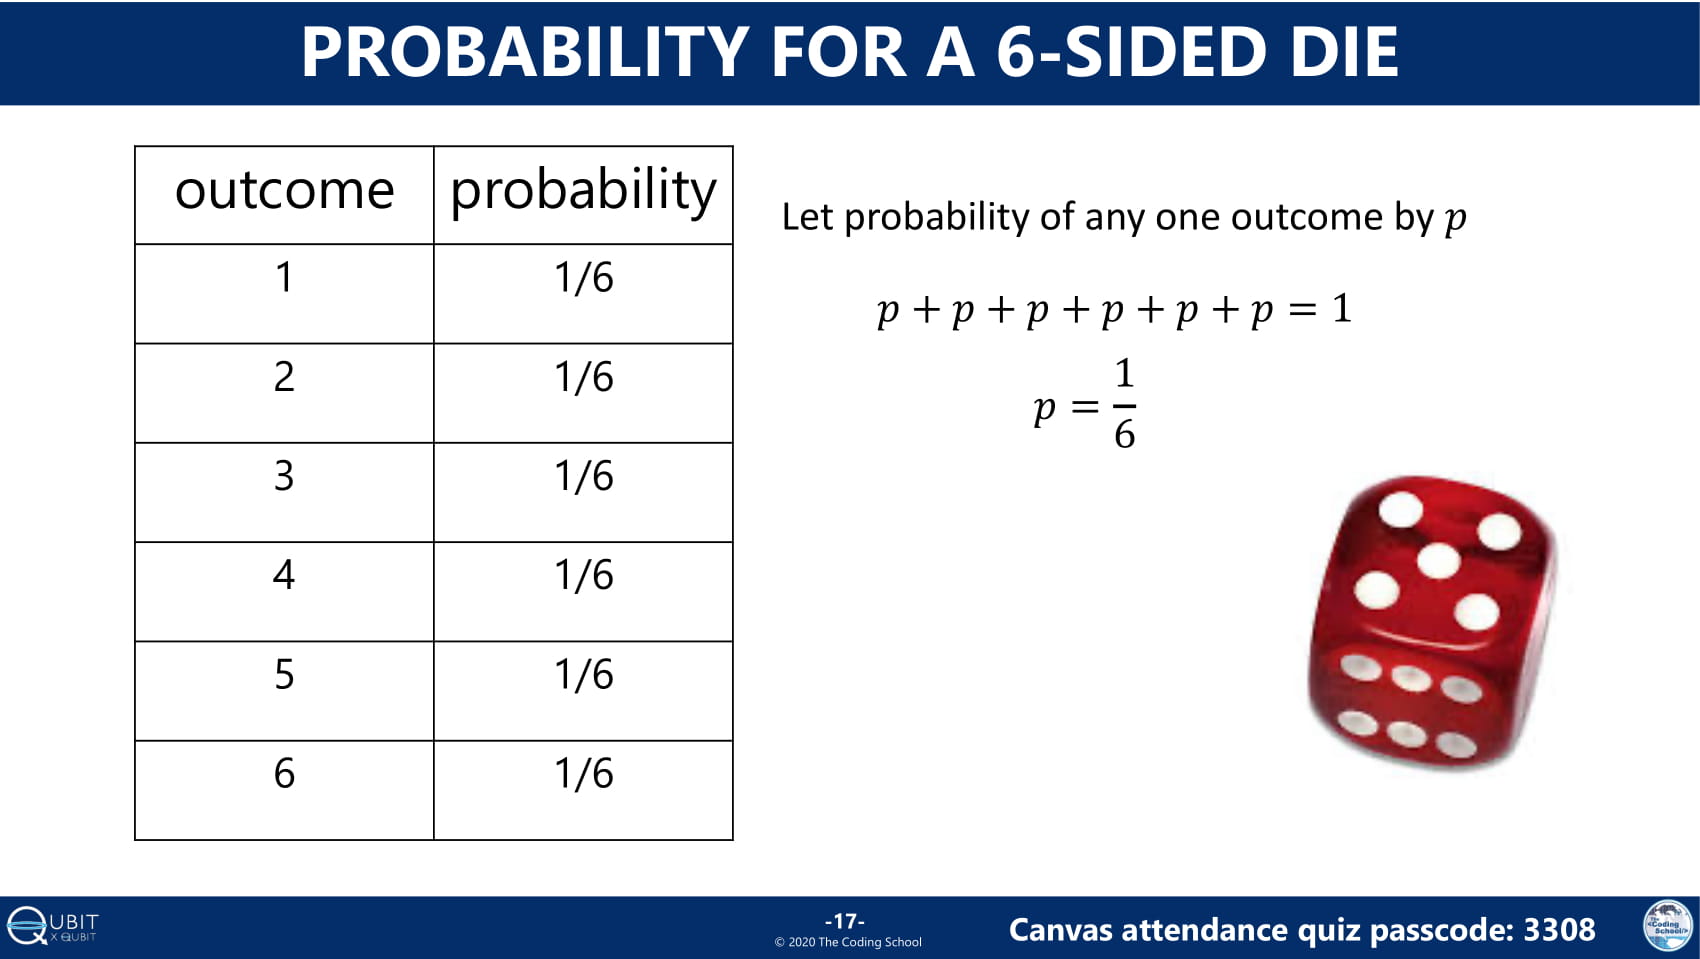 PROBABILITY FOR A 6-SIDED DIE
outcome probability
1 1/6
2 1/6
3 1/6
4 1/6
5 1/6
6 1/6
Let probability of any one outcome by p
p + p + p + p + p + p = 1
p = 1/6
QUBIT
X QUBIT
-17-
© 2020 The Coding School
Canvas attendance quiz passcode: 3308
The
<Coding
School/>